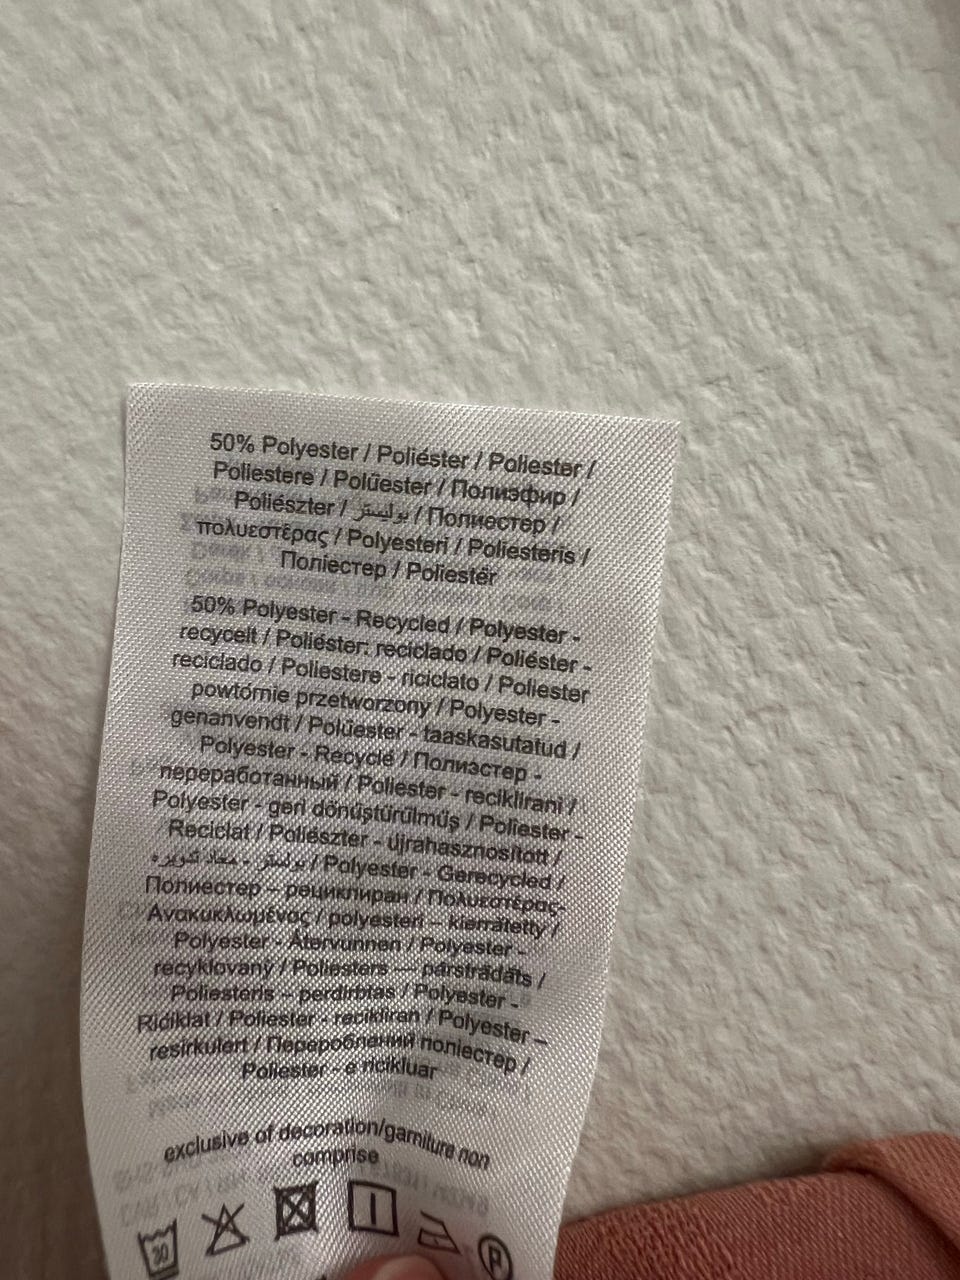 50% Polyester / Poliéster / Poliester /
Poliestere / Polüester / Полиэфир /
Poliészter / بوليستر / Полиестер /
πολυεστέρας / Polyesteri / Poliesteris /
Поліестер / Poliestër
50% Polyester - Recycled / Polyester -
recycelt / Poliéster: reciclado / Poliéster -
reciclado / Poliestere - riciclato / Poliester
powtórnie przetworzony / Polyester -
genanvendt / Polüester - taaskasutatud /
Polyester - Recyclé / Полиэстер -
переработанный / Poliester - reciklirani /
Polyester - geri dönüştürülmüş / Poliester -
Reciclat / Poliészter - újrahasznosított /
بوليستر - معاد تدويره / Polyester - Gerecycled /
Полиестер – рециклиран / Πολυεστέρας-
Ανακυκλωμένος / polyesteri – kierrätetty /
Polyester - Återvunnen / Polyester -
recyklovaný / Poliesters — pārstrādāts /
Poliesteris – perdirbtas / Polyester -
Ridiklat / Poliester - recikliran / Polyester –
resirkulert / Перероблений поліестер /
Poliester - e ricikluar
exclusive of decoration/garniture non
comprise
30
P